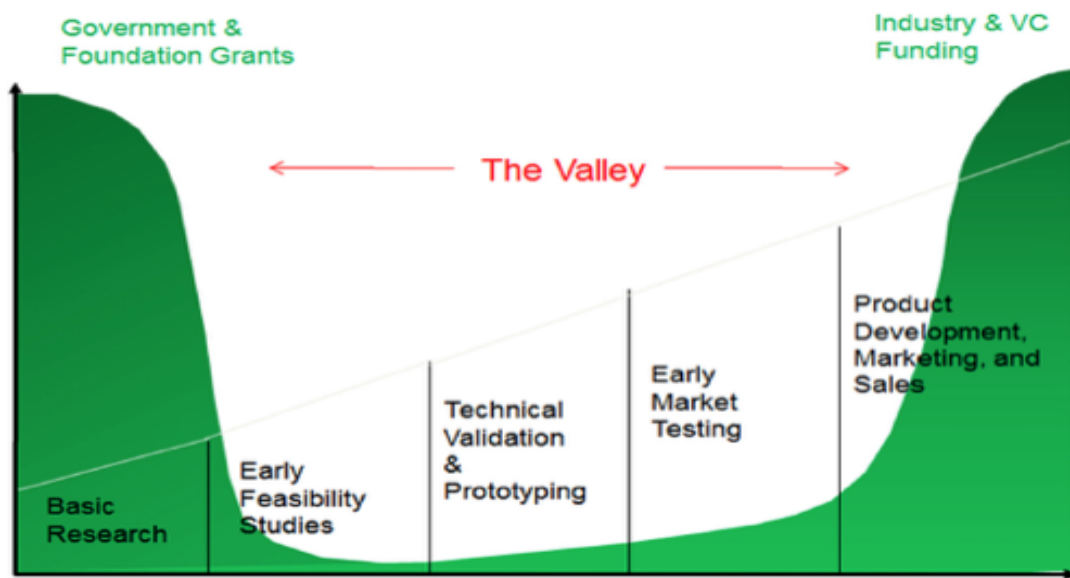 Government &
Foundation Grants
Industry & VC
Funding
The Valley
Basic
Research
Early
Feasibility
Studies
Technical
Validation
&
Prototyping
Early
Market
Testing
Product
Development,
Marketing, and
Sales